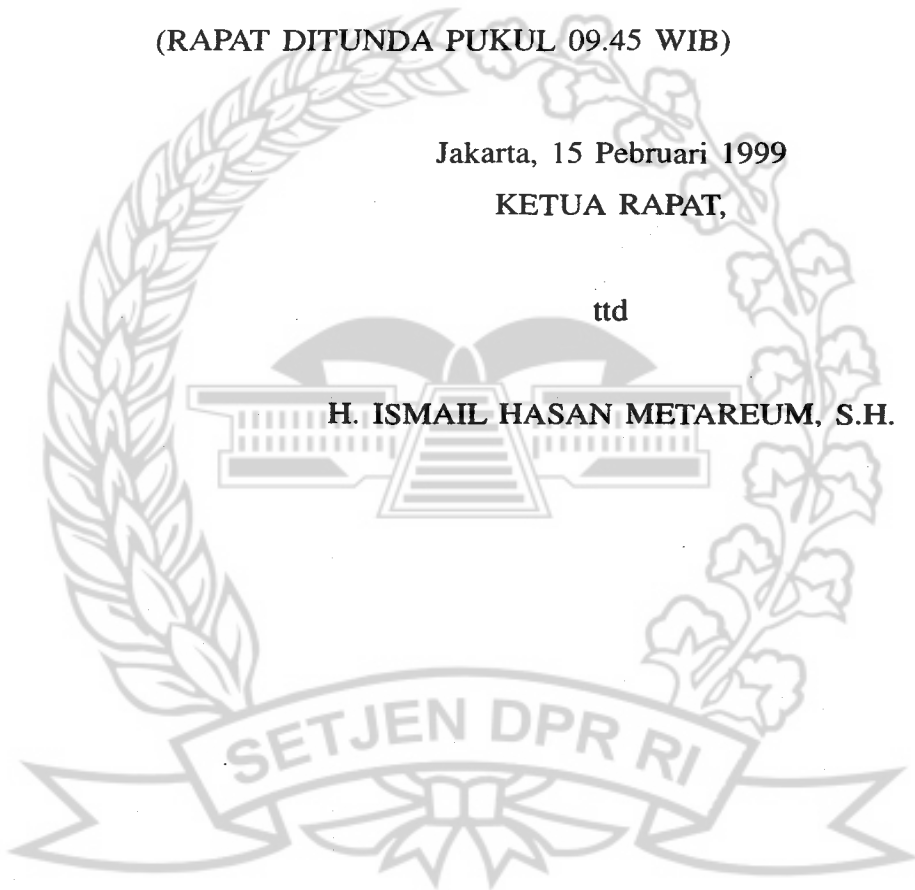 (RAPAT DITUNDA PUKUL 09.45 WIB)
Jakarta, 15 Pebruari 1999
KETUA RAPAT,
ttd
H. ISMAIL HASAN METAREUM, S.H.
SETJEN DPR RI